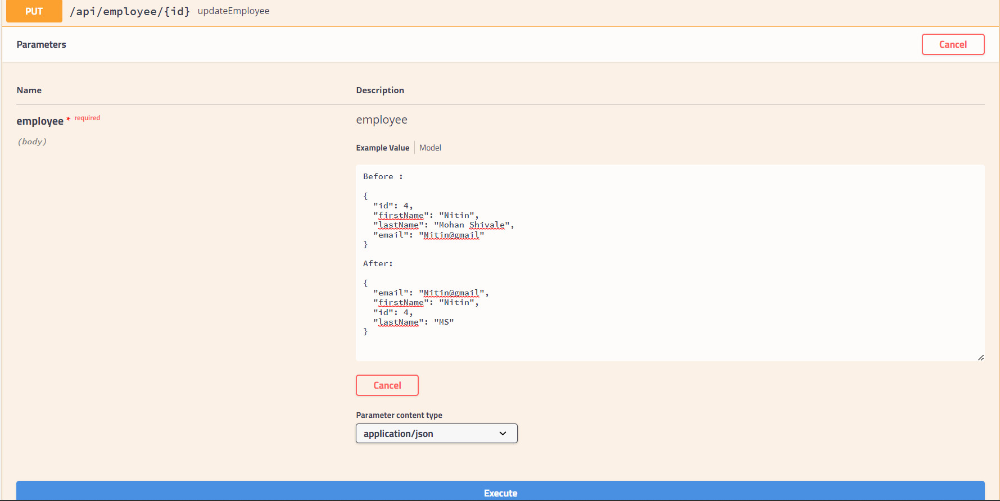 PUT /api/employee/{id} updateEmployee
Parameters Cancel
Name Description
employee * required employee
(body)
Example Value Model
Before :
{
"id": 4,
"firstName": "Nitin",
"lastName": "Mohan Shivale",
"email": "Nitin@gmail"
}
After:
{
"email": "Nitin@gmail",
"firstName": "Nitin",
"id": 4,
"lastName": "MS"
}
Cancel
Parameter content type
application/json
Execute